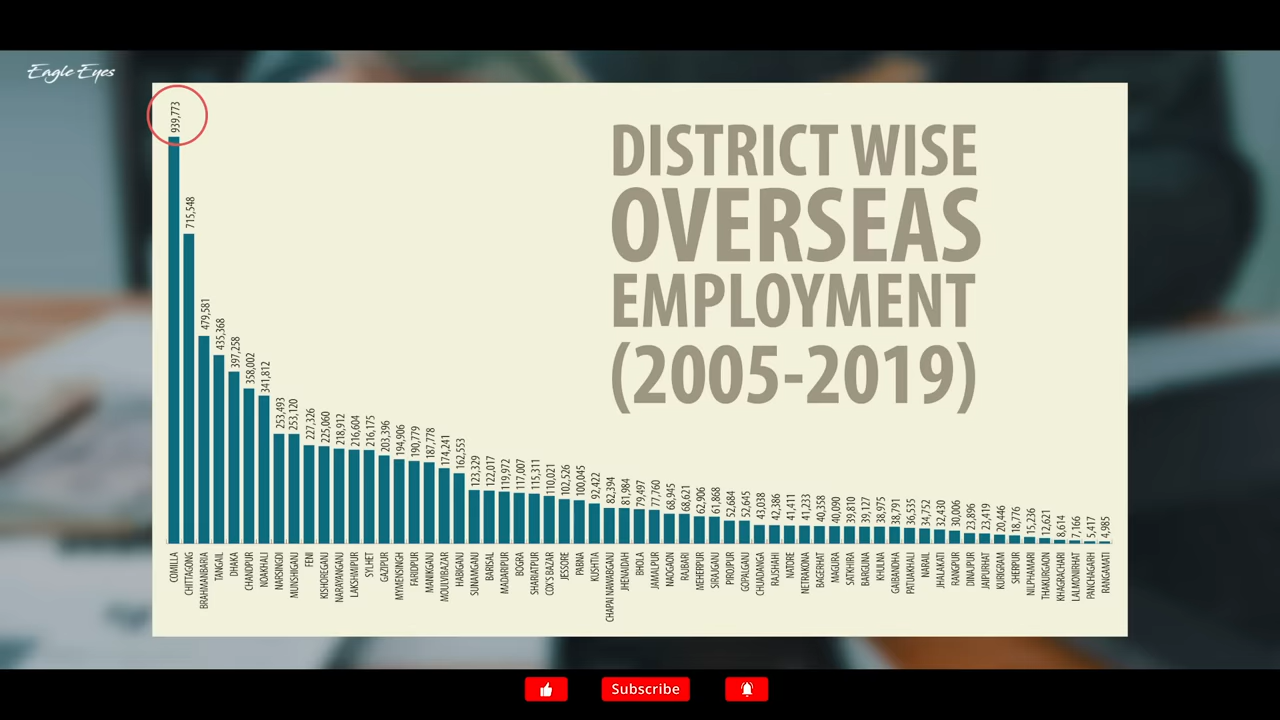 Eagle Eyes
DISTRICT WISE
OVERSEAS
EMPLOYMENT
(2005-2019)
939,773
715,548
479,581
435,368
397,258
358,002
341,812
253,493
253,120
227,326
225,060
218,912
216,604
216,175
203,396
194,906
190,779
187,778
174,241
162,553
123,329
122,017
119,972
117,007
115,311
110,021
102,526
100,045
92,422
82,394
81,984
79,497
77,760
68,945
68,621
62,906
61,868
52,684
52,645
43,038
42,386
41,411
41,233
40,358
40,090
39,810
39,127
38,975
38,791
36,535
34,752
32,430
30,006
23,896
23,419
20,446
18,776
15,236
12,621
8,614
7,166
5,417
4,985
COMILLA
CHITTAGONG
BRAHMANBARIA
TANGAIL
DHAKA
CHANDPUR
NOAKHALI
NARSINGDI
MUNSHIGANJ
FENI
KISHOREGANJ
NARAYANGANJ
LAKSHMIPUR
SYLHET
GAZIPUR
MYMENSINGH
FARIDPUR
MANIKGANJ
MOULVIBAZAR
HABIGANJ
SUNAMGANJ
BARISAL
MADARIPUR
BOGRA
SHARIATPUR
COX'S BAZAR
JESSORE
PABNA
KUSHTIA
CHAPAI NAWABGANJ
JHENAIDAH
BHOLA
JAMALPUR
NAOGAON
RAJBARI
MEHERPUR
SIRAJGANJ
PIROJPUR
GOPALGANJ
CHUADANGA
RAJSHAHI
NATORE
NETRAKONA
BAGERHAT
MAGURA
SATKHIRA
BARGUNA
KHULNA
GAIBANDHA
PATUAKHALI
NARAIL
JHALAKATI
RANGPUR
DINAJPUR
JAIPURHAT
KURIGRAM
SHERPUR
NILPHAMARI
THAKURGAON
KHAGRACHARI
LALMONIRHAT
PANCHAGARH
RANGAMATI
Subscribe